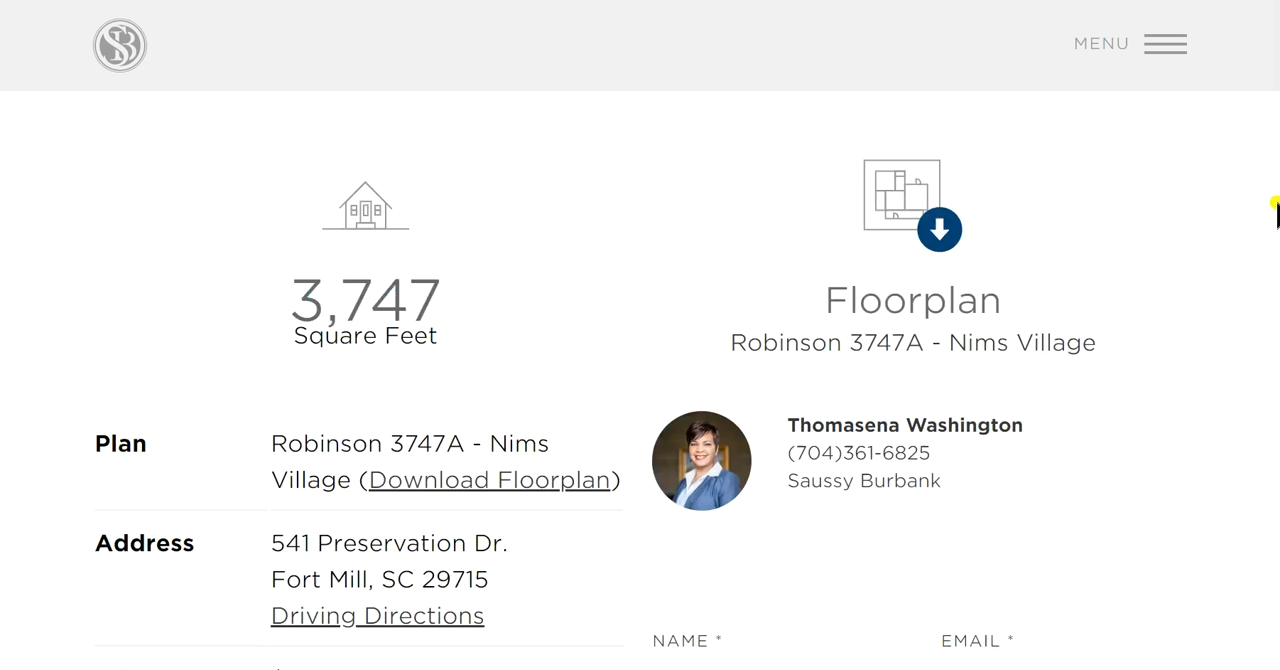 MENU
3,747
Square Feet
Floorplan
Robinson 3747A - Nims Village
Plan
Robinson 3747A - Nims
Village (Download Floorplan)
Thomasena Washington
(704)361-6825
Saussy Burbank
Address
541 Preservation Dr.
Fort Mill, SC 29715
Driving Directions
NAME *
EMAIL *